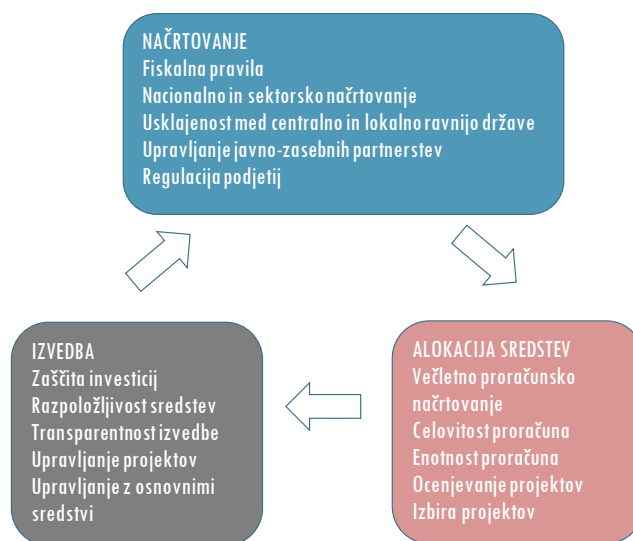 NAČRTOVANJE
Fiskalna pravila
Nacionalno in sektorsko načrtovanje
Usklajenost med centralno in lokalno ravnijo države
Upravljanje javno-zasebnih partnerstev
Regulacija podjetij
IZVEDBA
Zaščita investicij
Razpoložljivost sredstev
Transparentnost izvedbe
Upravljanje projektov
Upravljanje z osnovnimi
sredstvi
ALOKACIJA SREDSTEV
Večletno proračunsko
načrtovanje
Celovitost proračuna
Enotnost proračuna
Ocenjevanje projektov
Izbira projektov